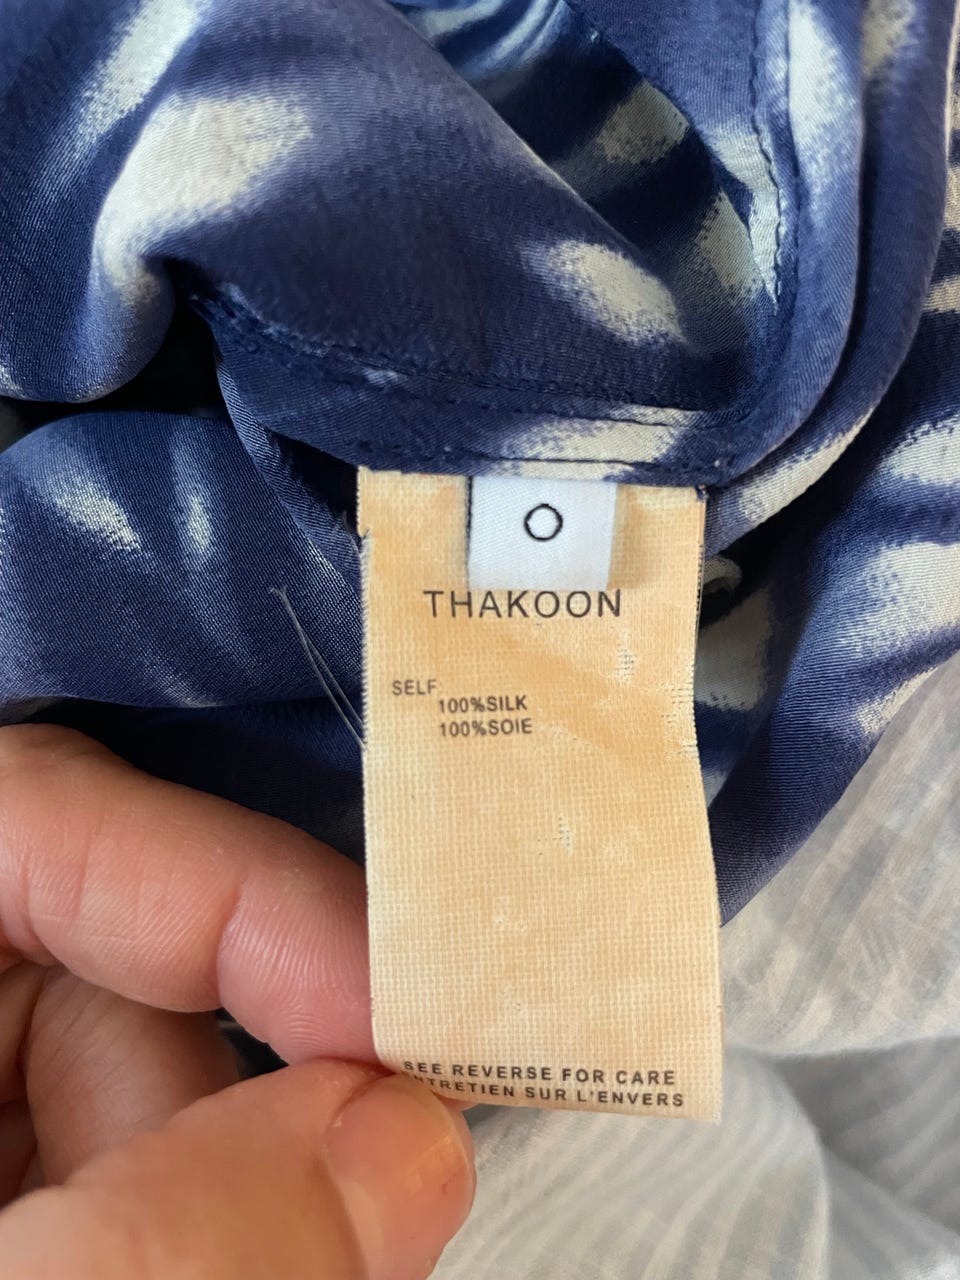 0
THAKOON
SELF
100%SILK
100%SOIE
SEE REVERSE FOR CARE
ENTRETIEN SUR L'ENVERS